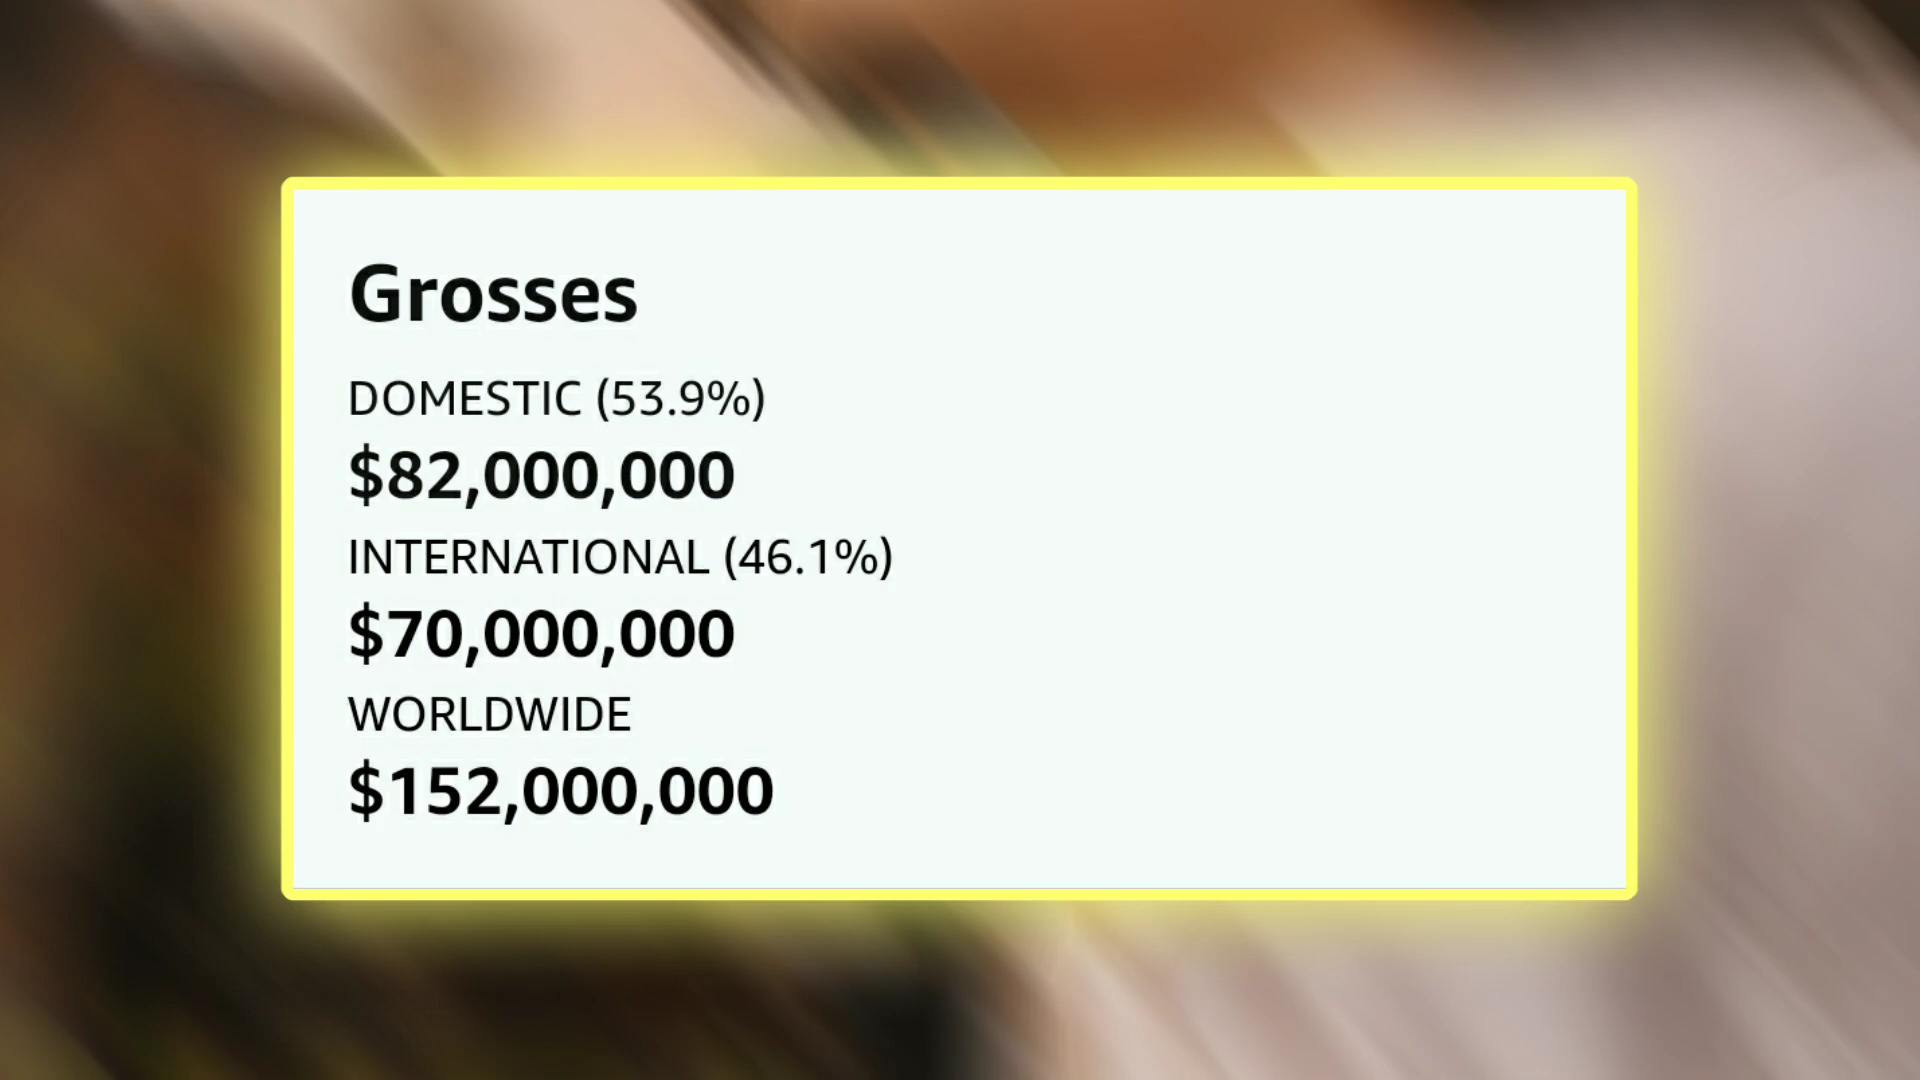 Grosses
DOMESTIC (53.9%)
$82,000,000
INTERNATIONAL (46.1%)
$70,000,000
WORLDWIDE
$152,000,000